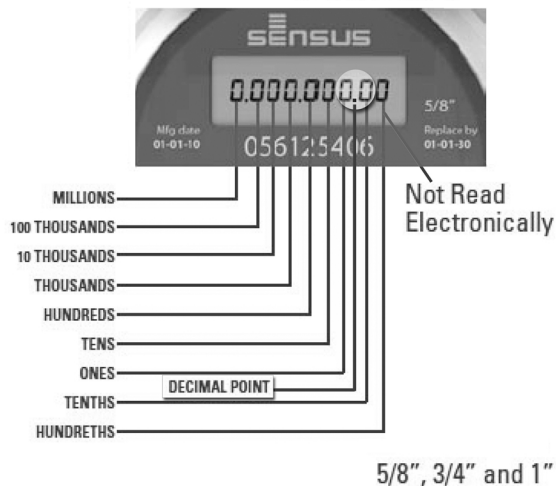 SENSUS
0.000.000.00
5/8"
Mfg date
01-01-10
Replace by
01-01-30
056125406
Not Read
Electronically
MILLIONS
100 THOUSANDS
10 THOUSANDS
THOUSANDS
HUNDREDS
TENS
ONES
DECIMAL POINT
TENTHS
HUNDRETHS
5/8", 3/4" and 1"